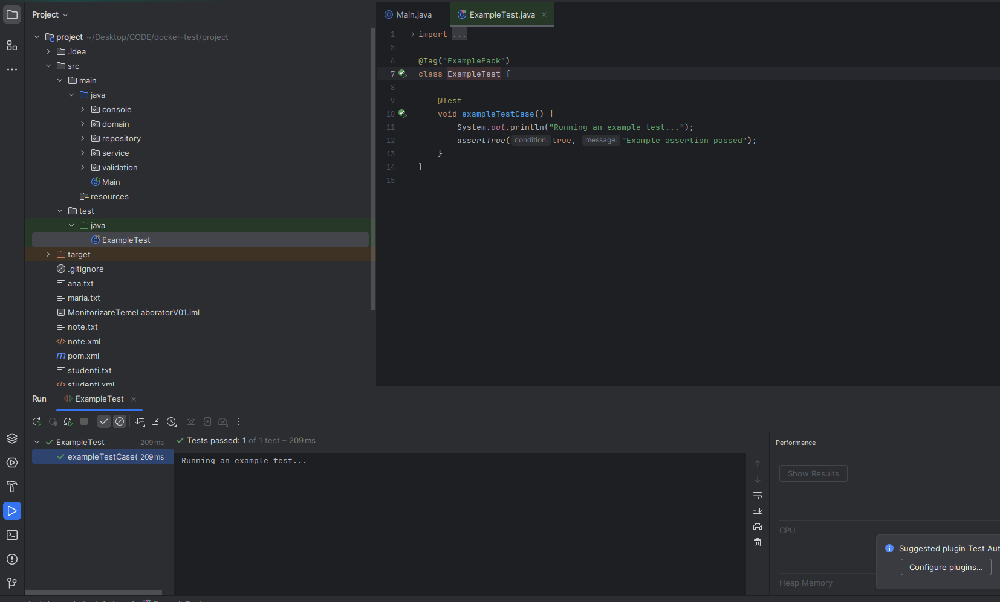 Project
project ~/Desktop/CODE/docker-test/project
.idea
src
main
java
console
domain
repository
service
validation
Main
resources
test
java
ExampleTest
target
.gitignore
ana.txt
maria.txt
MonitorizareTemeLaboratorV01.iml
note.txt
note.xml
pom.xml
studenti.txt
studenti.xml
Main.java
ExampleTest.java
1 import ...
5
6 @Tag("ExamplePack")
7 class ExampleTest {
8
9 @Test
10 void exampleTestCase() {
11 System.out.println("Running an example test...");
12 assertTrue( condition: true, message: "Example assertion passed");
13 }
14 }
15
Run
ExampleTest
ExampleTest 209 ms
exampleTestCase( 209 ms
Tests passed: 1 of 1 test – 209 ms
Running an example test...
Performance
Show Results
CPU
Heap Memory
Suggested plugin Test Aut
Configure plugins...